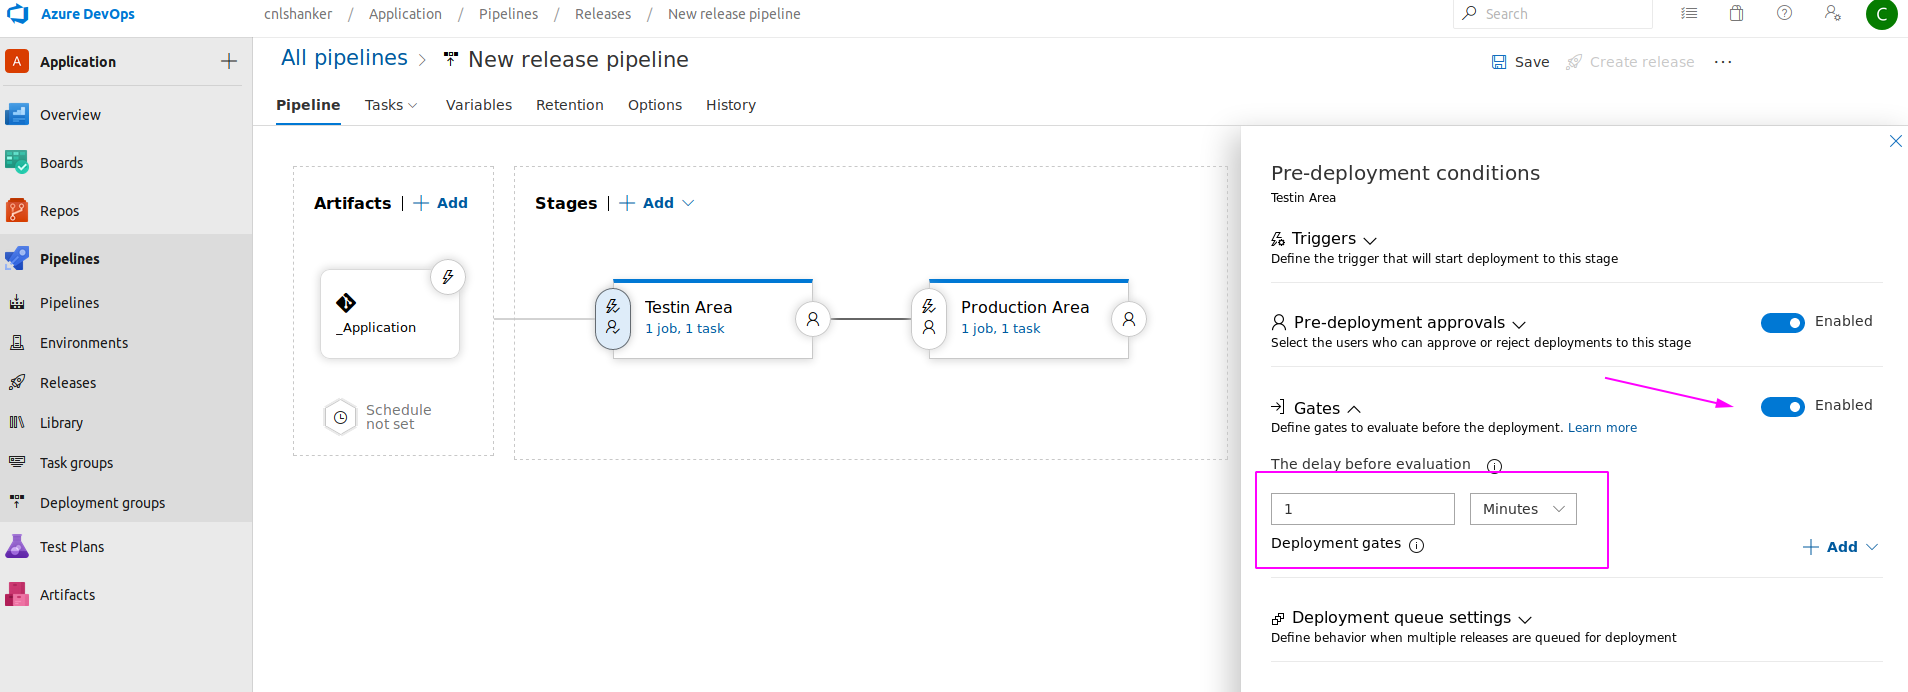 Azure DevOps
cnlshanker / Application / Pipelines / Releases / New release pipeline
Search
C
A Application
Overview
Boards
Repos
Pipelines
Pipelines
Environments
Releases
Library
Task groups
Deployment groups
Test Plans
Artifacts
All pipelines > New release pipeline
Save Create release ...
Pipeline Tasks Variables Retention Options History
Artifacts | + Add
_Application
Schedule
not set
Stages | + Add
Testin Area
1 job, 1 task
Production Area
1 job, 1 task
Pre-deployment conditions
Testin Area
Triggers
Define the trigger that will start deployment to this stage
Pre-deployment approvals Enabled
Select the users who can approve or reject deployments to this stage
Gates Enabled
Define gates to evaluate before the deployment. Learn more
The delay before evaluation
1 Minutes
Deployment gates + Add
Deployment queue settings
Define behavior when multiple releases are queued for deployment